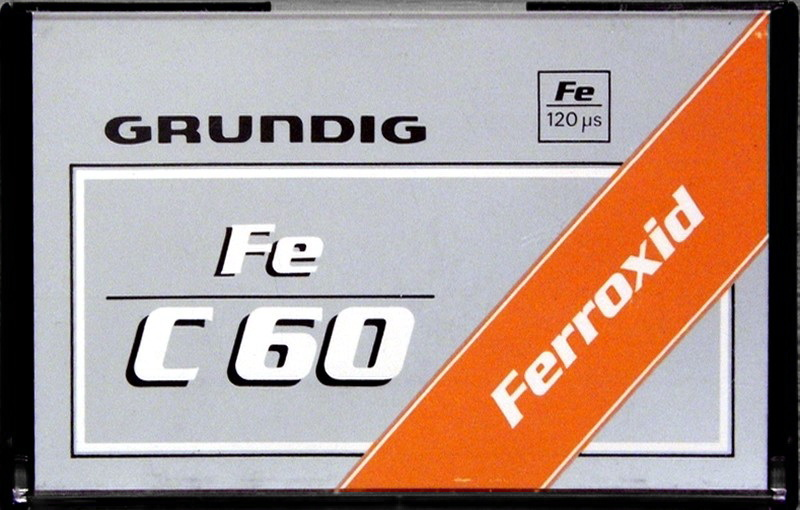 GRUNDIG
Fe
120 µs
Fe
C 60
Ferroxid